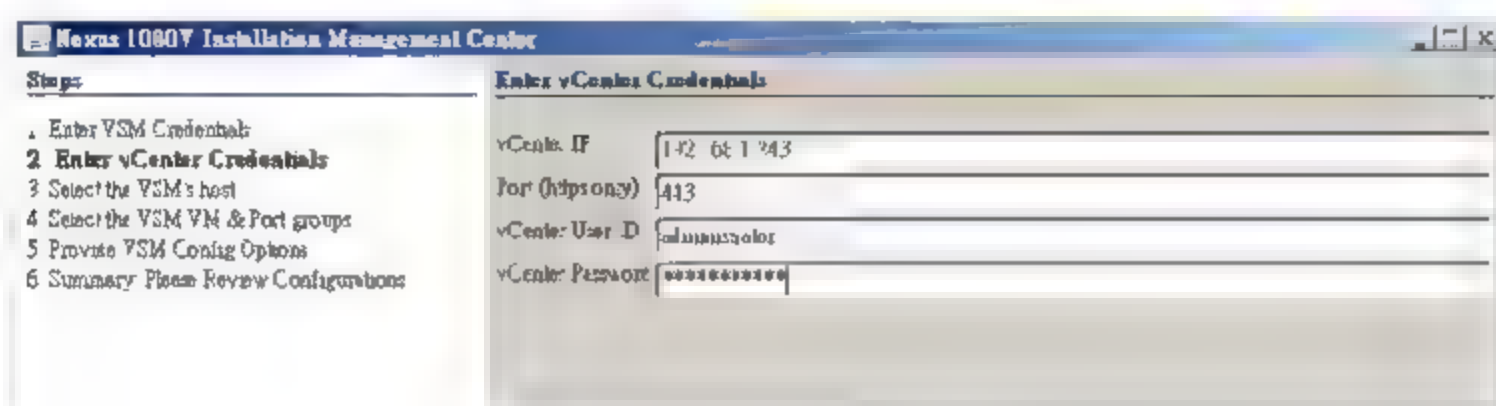 Nexus 1000V Installation Management Center
Steps
Enter VSM Credentials
2 Enter vCenter Credentials
3 Select the VSM's host
4 Select the VSM VM & Port groups
5 Provide VSM Config Options
6 Summary: Please Review Configurations
Enter vCenter Credentials
vCenter IP
Port (https only) 443
vCenter User ID administrator
vCenter Password ***********